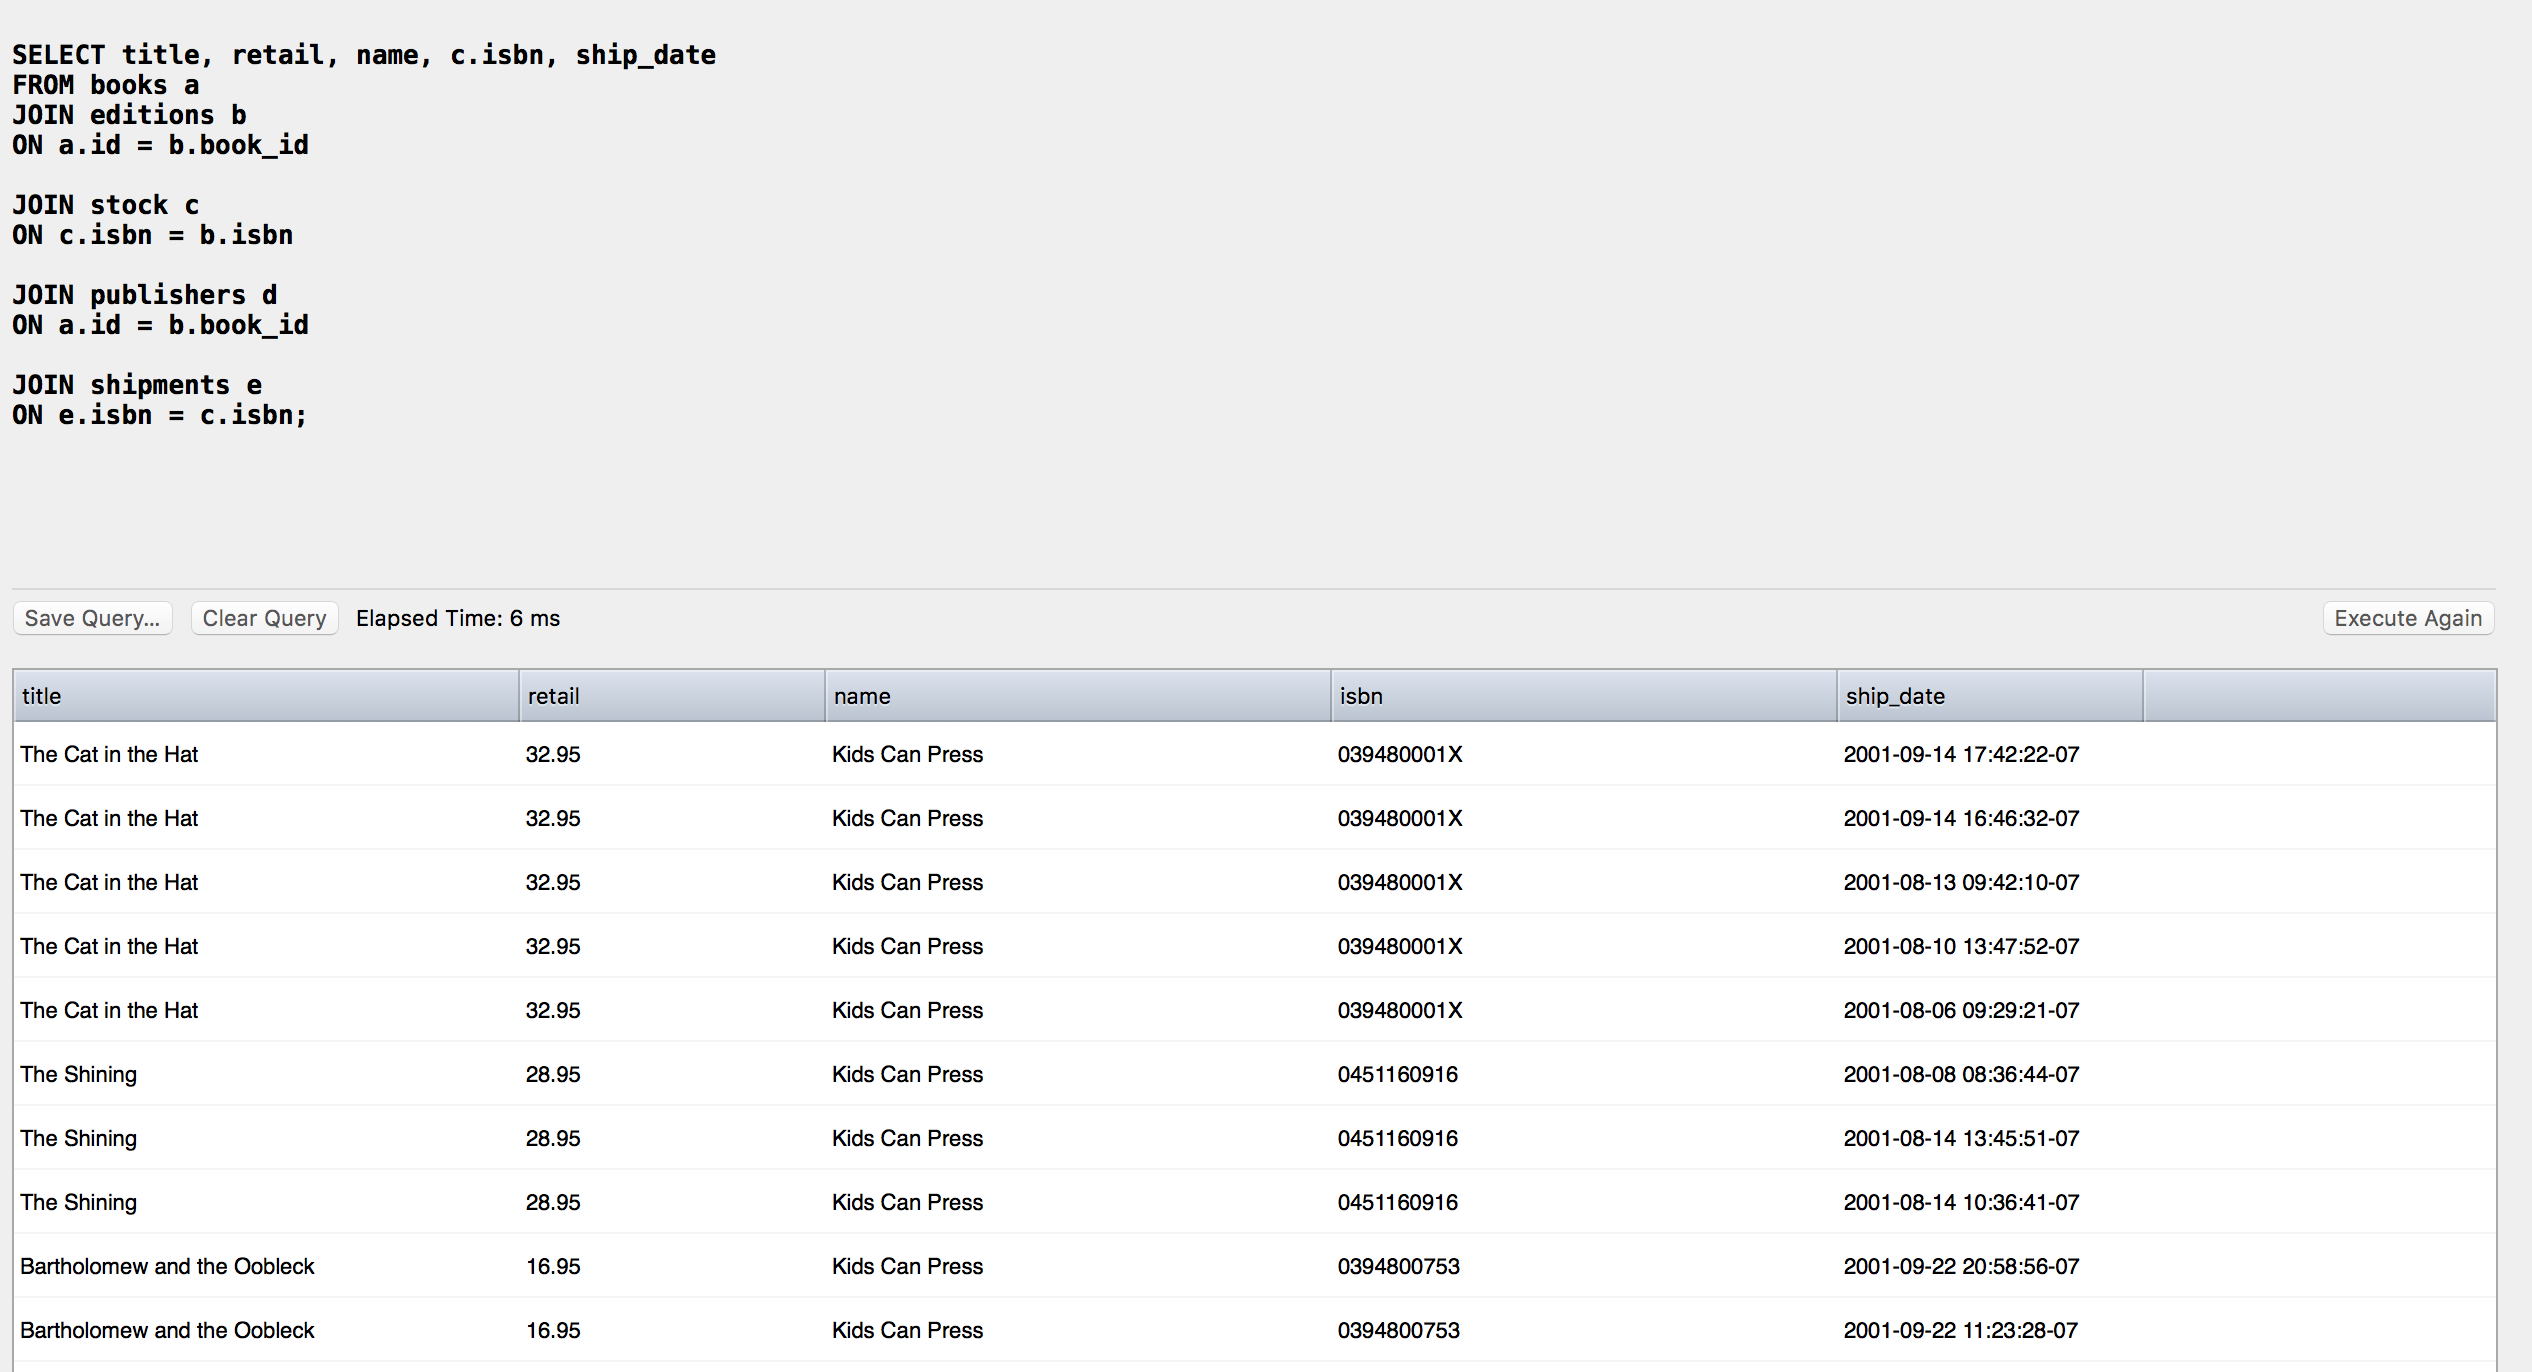 SELECT title, retail, name, c.isbn, ship_date
FROM books a
JOIN editions b
ON a.id = b.book_id
JOIN stock c
ON c.isbn = b.isbn
JOIN publishers d
ON a.id = b.book_id
JOIN shipments e
ON e.isbn = c.isbn;
Save Query... Clear Query Elapsed Time: 6 ms Execute Again
title retail name isbn ship_date
The Cat in the Hat 32.95 Kids Can Press 039480001X 2001-09-14 17:42:22-07
The Cat in the Hat 32.95 Kids Can Press 039480001X 2001-09-14 16:46:32-07
The Cat in the Hat 32.95 Kids Can Press 039480001X 2001-08-13 09:42:10-07
The Cat in the Hat 32.95 Kids Can Press 039480001X 2001-08-10 13:47:52-07
The Cat in the Hat 32.95 Kids Can Press 039480001X 2001-08-06 09:29:21-07
The Shining 28.95 Kids Can Press 0451160916 2001-08-08 08:36:44-07
The Shining 28.95 Kids Can Press 0451160916 2001-08-14 13:45:51-07
The Shining 28.95 Kids Can Press 0451160916 2001-08-14 10:36:41-07
Bartholomew and the Oobleck 16.95 Kids Can Press 0394800753 2001-09-22 20:58:56-07
Bartholomew and the Oobleck 16.95 Kids Can Press 0394800753 2001-09-22 11:23:28-07